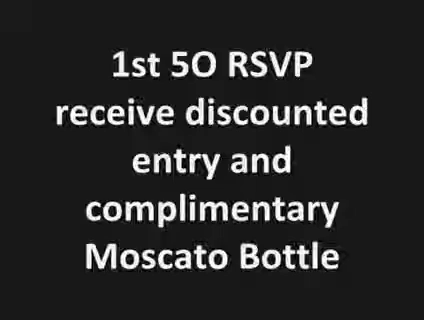 1st 5O RSVP
receive discounted
entry and
complimentary
Moscato Bottle